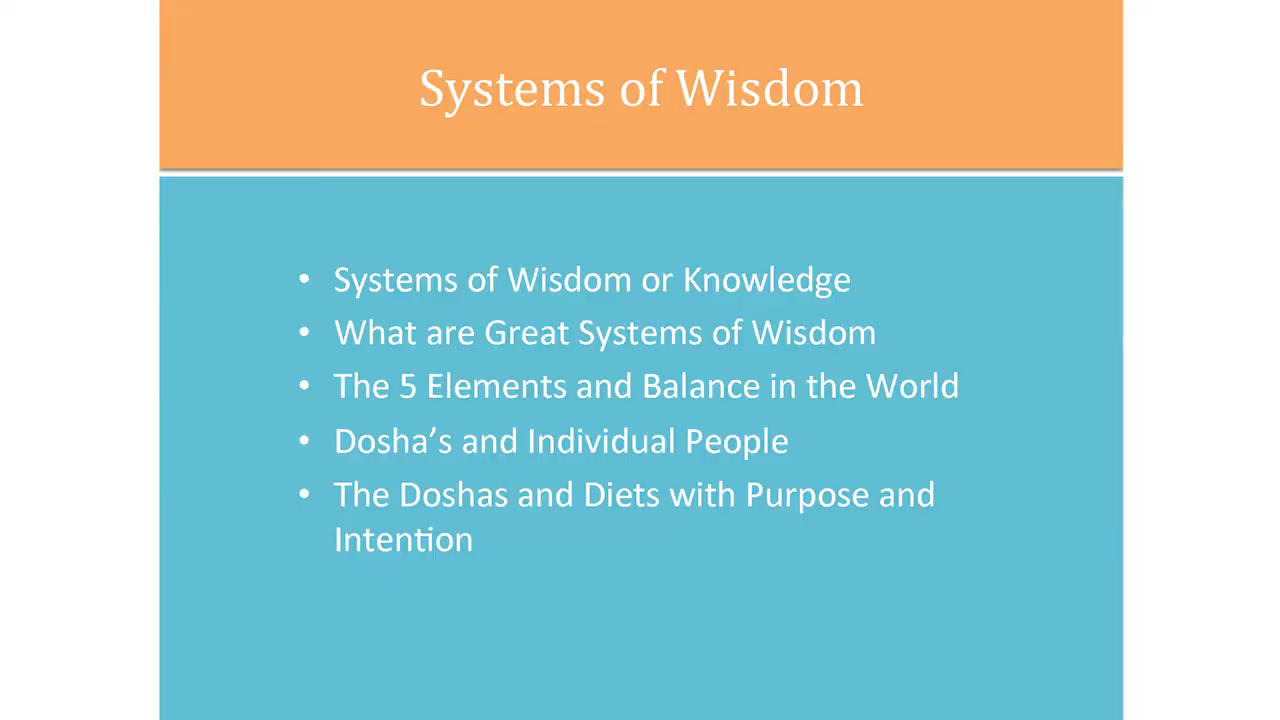 Systems of Wisdom
• Systems of Wisdom or Knowledge
• What are Great Systems of Wisdom
• The 5 Elements and Balance in the World
• Dosha’s and Individual People
• The Doshas and Diets with Purpose and
Intention